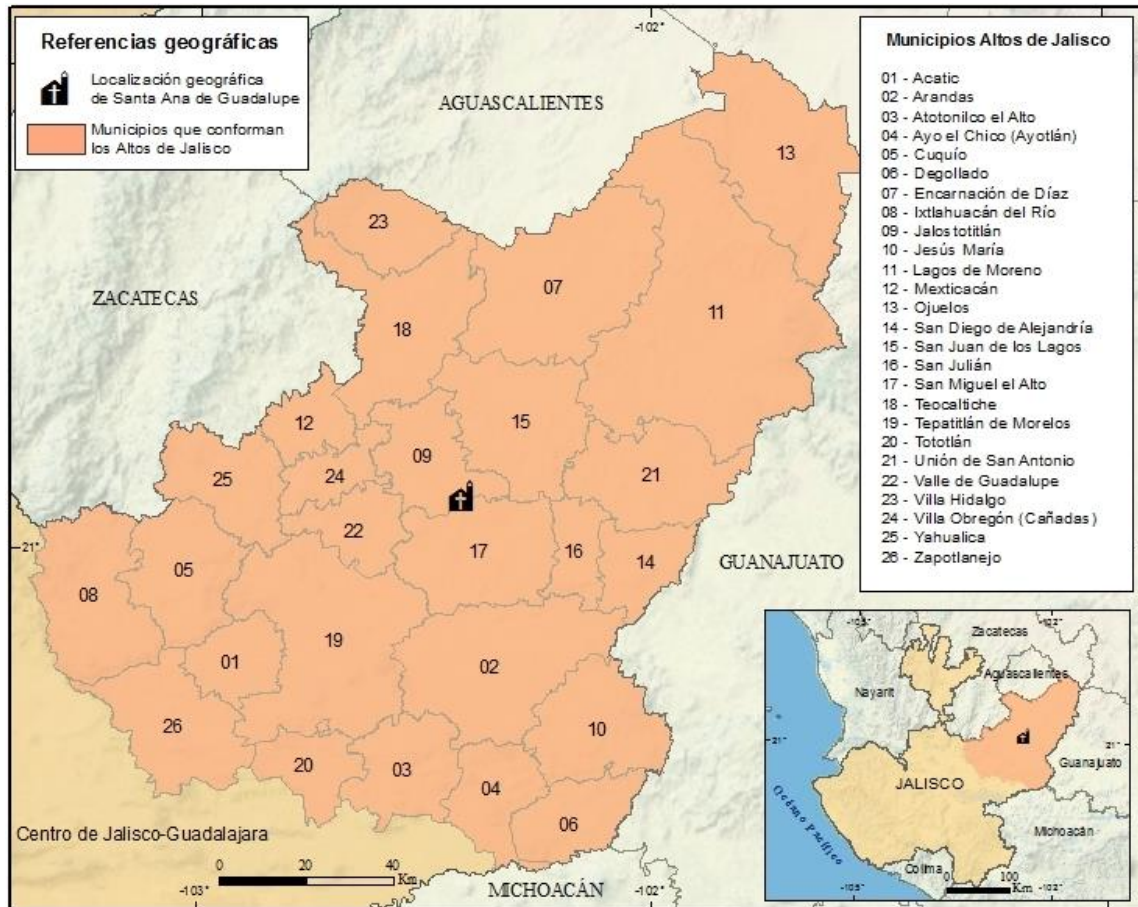 Referencias geográficas
Localización geográfica
de Santa Ana de Guadalupe
Municipios que conforman
los Altos de Jalisco
-102°
AGUASCALIENTES
ZACATECAS
GUANAJUATO
MICHOACÁN
Centro de Jalisco-Guadalajara
21°
13
23
07
11
18
12
15
09
25
24
21
22
17
16
14
05
08
19
01
02
26
10
20
03
04
06
0 20 40
Km
-103°
-102°
Municipios Altos de Jalisco
01 - Acatic
02 - Arandas
03 - Atotonilco el Alto
04 - Ayo el Chico (Ayotlán)
05 - Cuquío
06 - Degollado
07 - Encarnación de Díaz
08 - Ixtlahuacán del Río
09 - Jalostotitlán
10 - Jesús María
11 - Lagos de Moreno
12 - Mexticacán
13 - Ojuelos
14 - San Diego de Alejandría
15 - San Juan de los Lagos
16 - San Julián
17 - San Miguel el Alto
18 - Teocaltiche
19 - Tepatitlán de Morelos
20 - Tototlán
21 - Unión de San Antonio
22 - Valle de Guadalupe
23 - Villa Hidalgo
24 - Villa Obregón (Cañadas)
25 - Yahualica
26 - Zapotlanejo
-105°
-102°
Zacatecas
Aguascalientes
Nayarit
21°
21°
Guanajuato
JALISCO
Océano Pacífico
Michoacán
Colima
0 100
Km
-105°
-102°